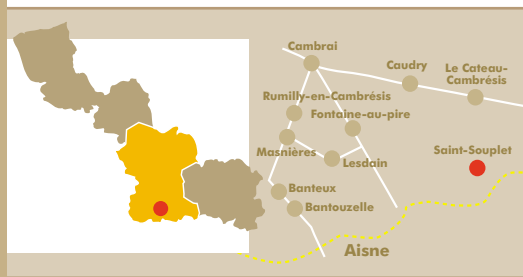 Cambrai
Caudry
Le Cateau-
Cambrésis
Rumilly-en-Cambrésis
Fontaine-au-pire
Masnières
Lesdain
Saint-Souplet
Banteux
Bantouzelle
Aisne